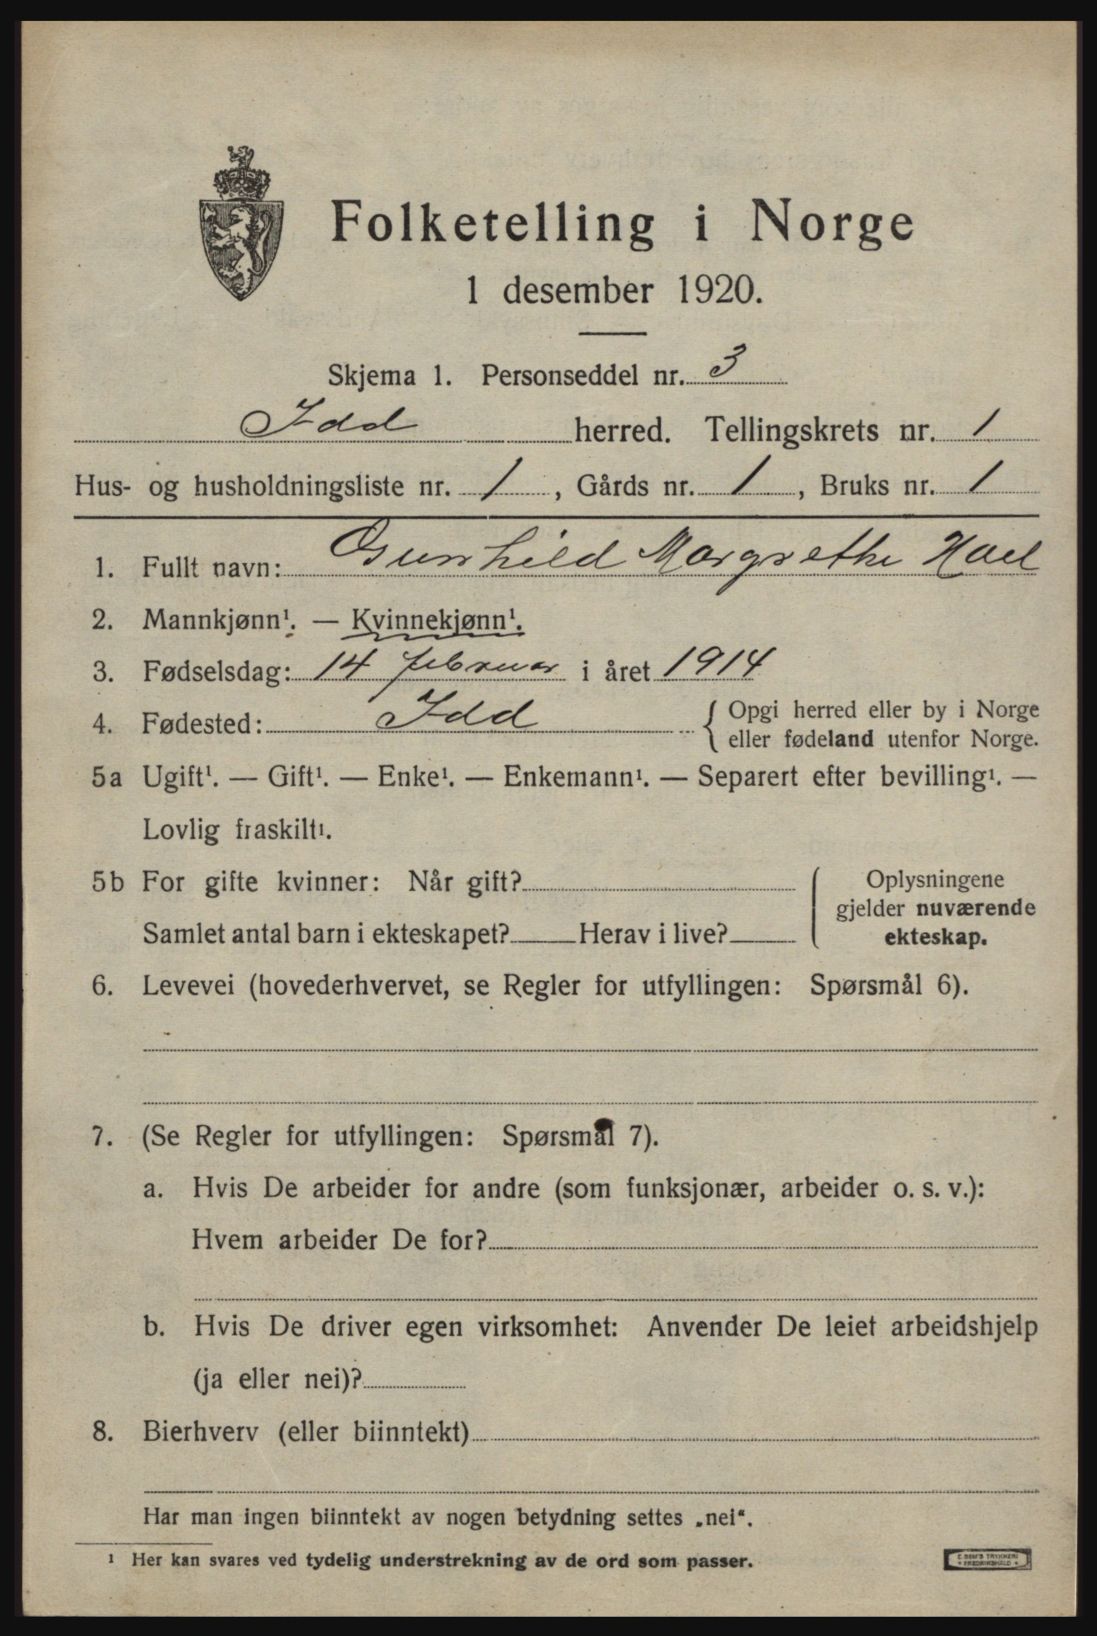 Folketelling i Norge
1 desember 1920.
Skjema 1. Personseddel nr. 3
Idd herred. Tellingskrets nr. 1
Hus- og husholdningsliste nr. 1, Gårds nr. 1, Bruks nr. 1
1. Fullt navn: Gunhild Margrethe
2. Mannkjønn¹. — Kvinnekjønn¹.
3. Fødselsdag: 14 februar i året 1914
4. Fødested: Idd { Opgi herred eller by i Norge
eller fødeland utenfor Norge.
5a Ugift¹. — Gift¹. — Enke¹. — Enkemann¹. — Separert efter bevilling¹. —
Lovlig fraskilt¹.
5b For gifte kvinner: Når gift?
Samlet antal barn i ekteskapet? Herav i live?
Oplysningene
gjelder nuværende
ekteskap.
6. Levevei (hovederhvervet, se Regler for utfyllingen: Spørsmål 6).
7. (Se Regler for utfyllingen: Spørsmål 7).
a. Hvis De arbeider for andre (som funksjonær, arbeider o. s. v.):
Hvem arbeider De for?
b. Hvis De driver egen virksomhet: Anvender De leiet arbeidshjelp
(ja eller nei)?
8. Bierhverv (eller biinntekt)
Har man ingen biinntekt av nogen betydning settes „nei“.
¹ Her kan svares ved tydelig understrekning av de ord som passer.